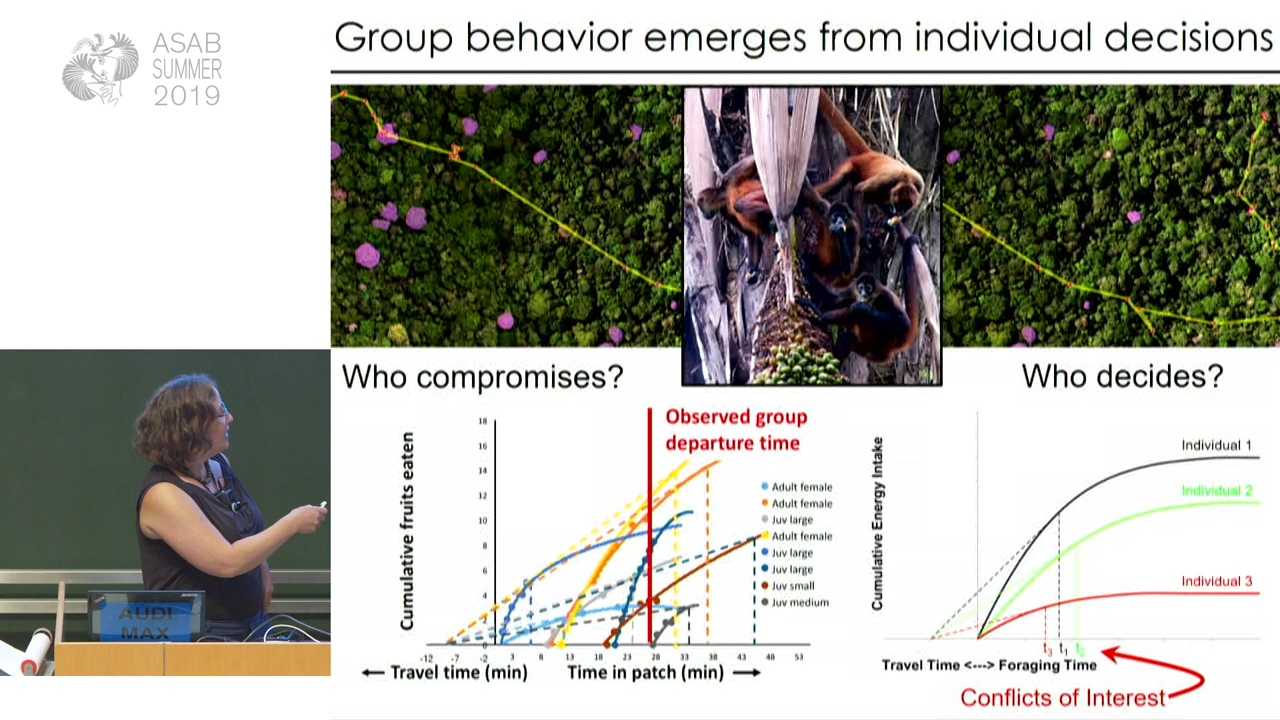 ASAB
SUMMER
2019
Group behavior emerges from individual decisions
Who compromises?
Who decides?
Observed group
departure time
Cumulative fruits eaten
18
16
14
12
10
8
6
4
0
-12
-7
-2
3
8
13
18
23
28
33
38
43
48
53
Travel time (min)
Time in patch (min)
Adult female
Adult female
Juv large
Adult female
Juv large
Juv large
Juv small
Juv medium
Cumulative Energy Intake
Individual 1
Individual 2
Individual 3
t3 t1 t2
Travel Time <---> Foraging Time
Conflicts of Interest
AUDI
MAX